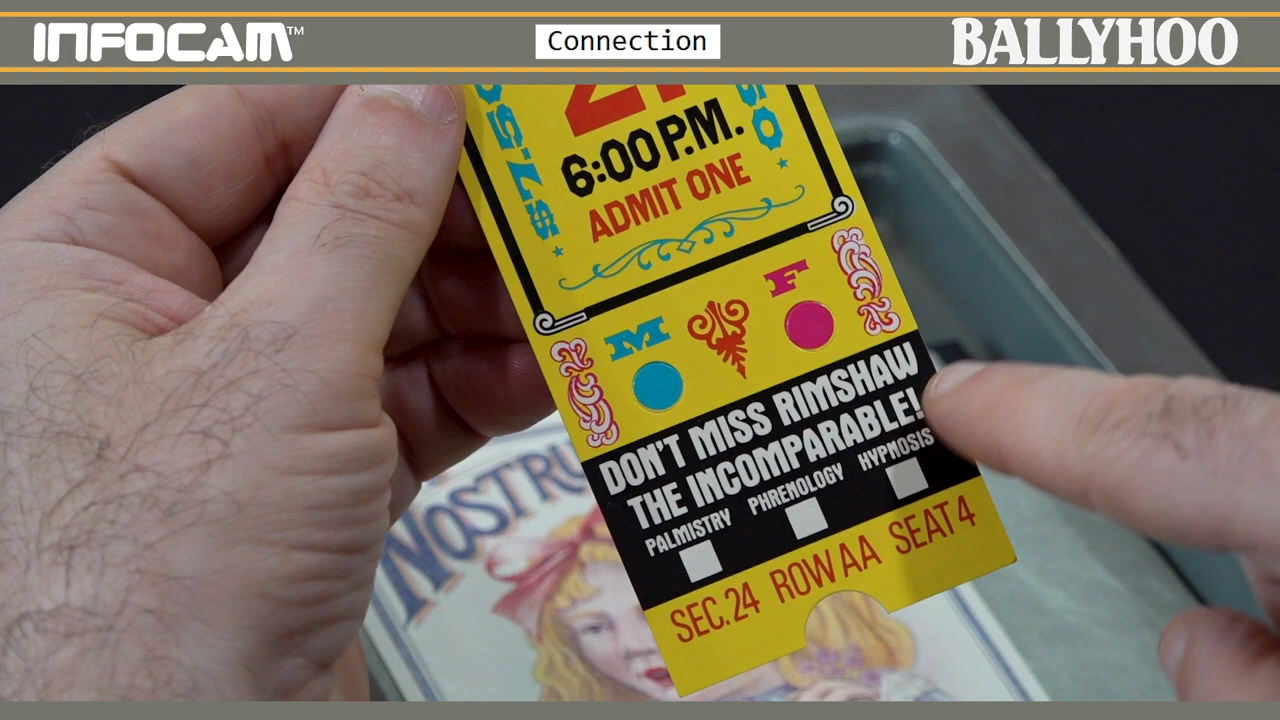 INFOCAM™
Connection
BALLYHOO
6:00 P.M.
ADMIT ONE
M
F
DON'T MISS RIMSHAW
THE INCOMPARABLE!
PALMISTRY PHRENOLOGY HYPNOSIS
SEC. 24 ROW AA SEAT 4